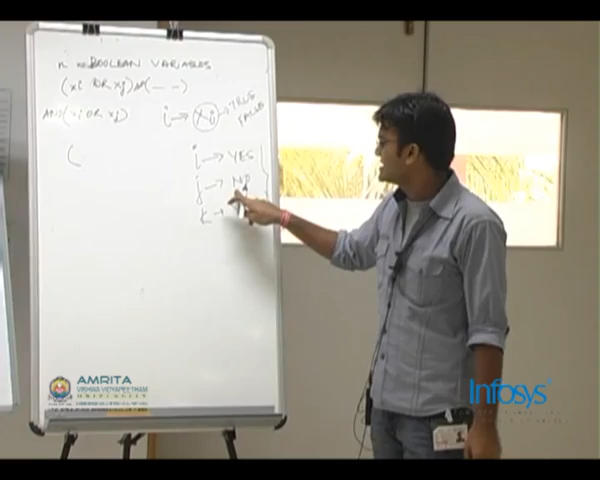 n BOOLEAN VARIABLES
(xi OR xj) AND (— —)
AND (xi OR xj) i → xi → TRUE
FALSE
( i → YES
j → NO
k →
AMRITA
VISHWA VIDYAPEETHAM
UNIVERSITY
Infosys